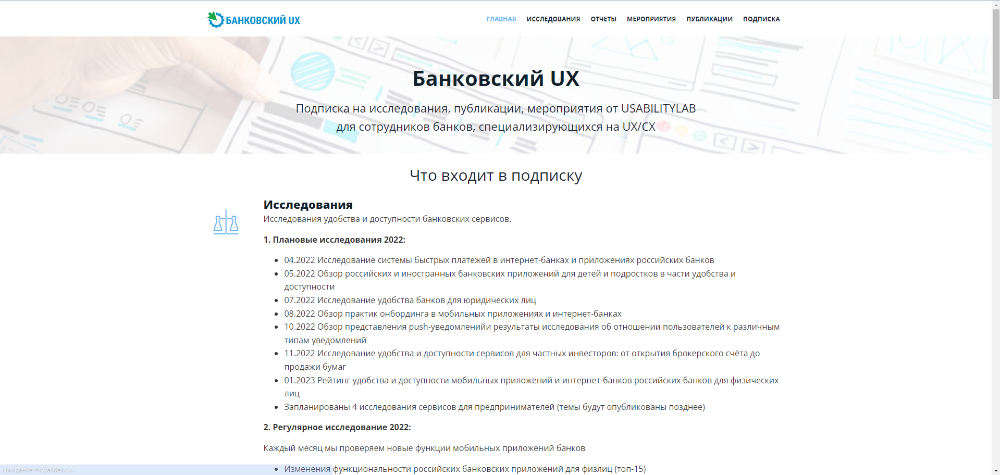 БАНКОВСКИЙ UX
ГЛАВНАЯ ИССЛЕДОВАНИЯ ОТЧЕТЫ МЕРОПРИЯТИЯ ПУБЛИКАЦИИ ПОДПИСКА
Банковский UX
Подписка на исследования, публикации, мероприятия от USABILITYLAB
для сотрудников банков, специализирующихся на UX/CX
Что входит в подписку
Исследования
Исследования удобства и доступности банковских сервисов.
1. Плановые исследования 2022:
04.2022 Исследование системы быстрых платежей в интернет-банках и приложениях российских банков
05.2022 Обзор российских и иностранных банковских приложений для детей и подростков в части удобства и
доступности
07.2022 Исследование удобства банков для юридических лиц
08.2022 Обзор практик онбординга в мобильных приложениях и интернет-банках
10.2022 Обзор представления push-уведомленийи результаты исследования об отношении пользователей к различным
типам уведомлений
11.2022 Исследование удобства и доступности сервисов для частных инвесторов: от открытия брокерского счёта до
продажи бумаг
01.2023 Рейтинг удобства и доступности мобильных приложений и интернет-банков российских банков для физических
лиц
Запланированы 4 исследования сервисов для предпринимателей (темы будут опубликованы позднее)
2. Регулярное исследование 2022:
Каждый месяц мы проверяем новые функции мобильных приложений банков
Изменения функциональности российских банковских приложений для физлиц (топ-15)
Ожидание mc.yandex.ru...